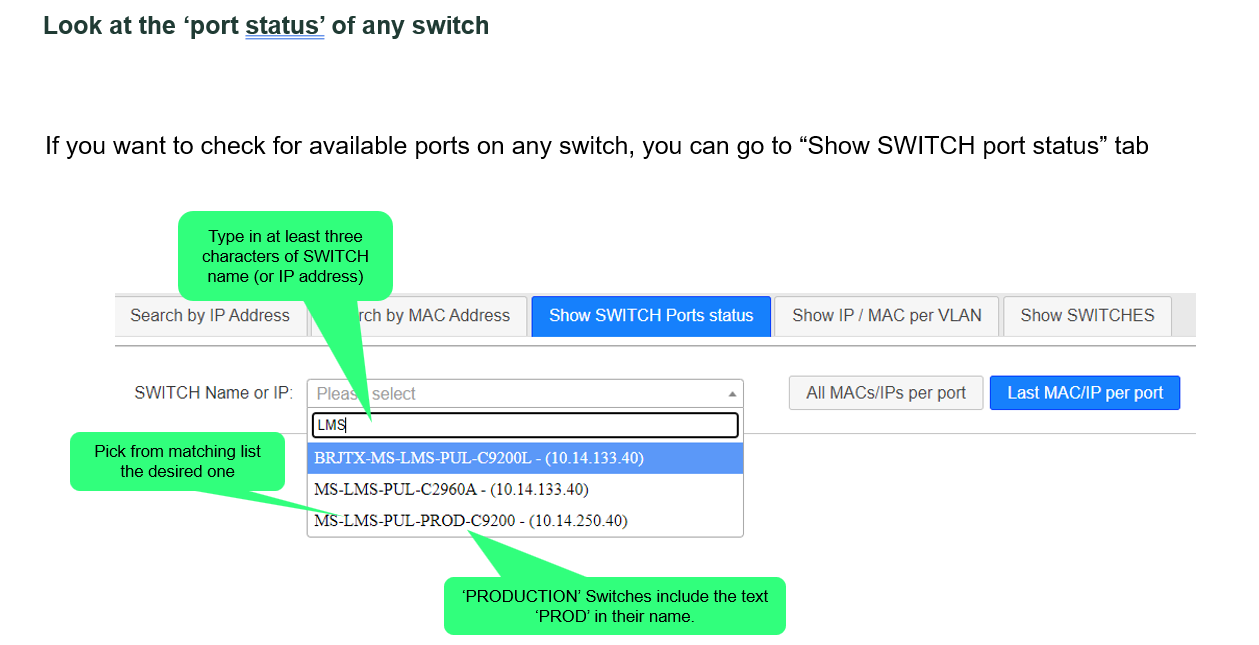 Look at the ‘port status’ of any switch
If you want to check for available ports on any switch, you can go to “Show SWITCH port status” tab
Type in at least three
characters of SWITCH
name (or IP address)
Search by IP Address
rch by MAC Address
Show SWITCH Ports status
Show IP / MAC per VLAN
Show SWITCHES
SWITCH Name or IP:
Please select
All MACs/IPs per port
Last MAC/IP per port
LMS
Pick from matching list
the desired one
BRJTX-MS-LMS-PUL-C9200L - (10.14.133.40)
MS-LMS-PUL-C2960A - (10.14.133.40)
MS-LMS-PUL-PROD-C9200 - (10.14.250.40)
‘PRODUCTION’ Switches include the text
‘PROD’ in their name.